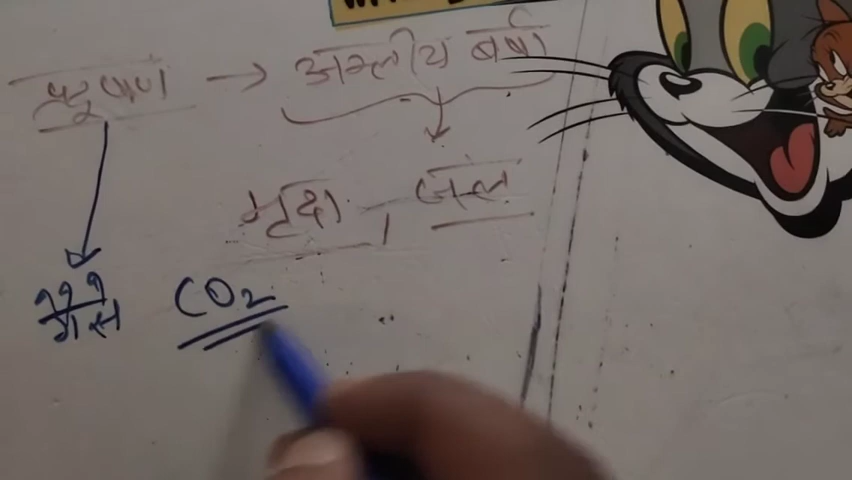 प्रदूषण → अम्लीय वर्षा
मृदा, जल
गैस CO₂